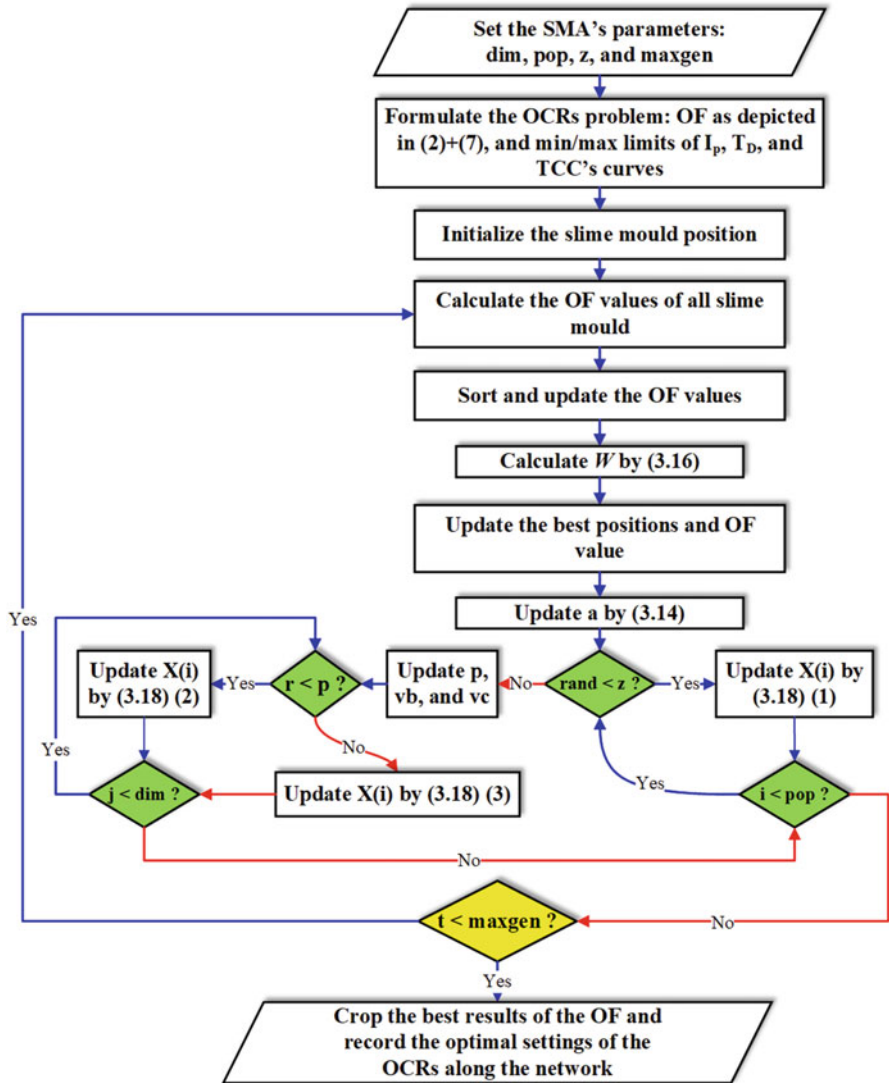 Set the SMA's parameters:
dim, pop, z, and maxgen
Formulate the OCRs problem: OF as depicted
in (2)+(7), and min/max limits of Ip, TD, and
TCC's curves
Initialize the slime mould position
Calculate the OF values of all slime
mould
Sort and update the OF values
Calculate W by (3.16)
Update the best positions and OF
value
Update a by (3.14)
Yes
Update X(i)
by (3.18) (2)
Yes
r < p ?
Update p,
vb, and vc
No
rand < z ?
Yes
Update X(i) by
(3.18) (1)
Yes
No
j < dim ?
Update X(i) by (3.18) (3)
Yes
i < pop ?
No
t < maxgen ?
No
Yes
Crop the best results of the OF and
record the optimal settings of the
OCRs along the network